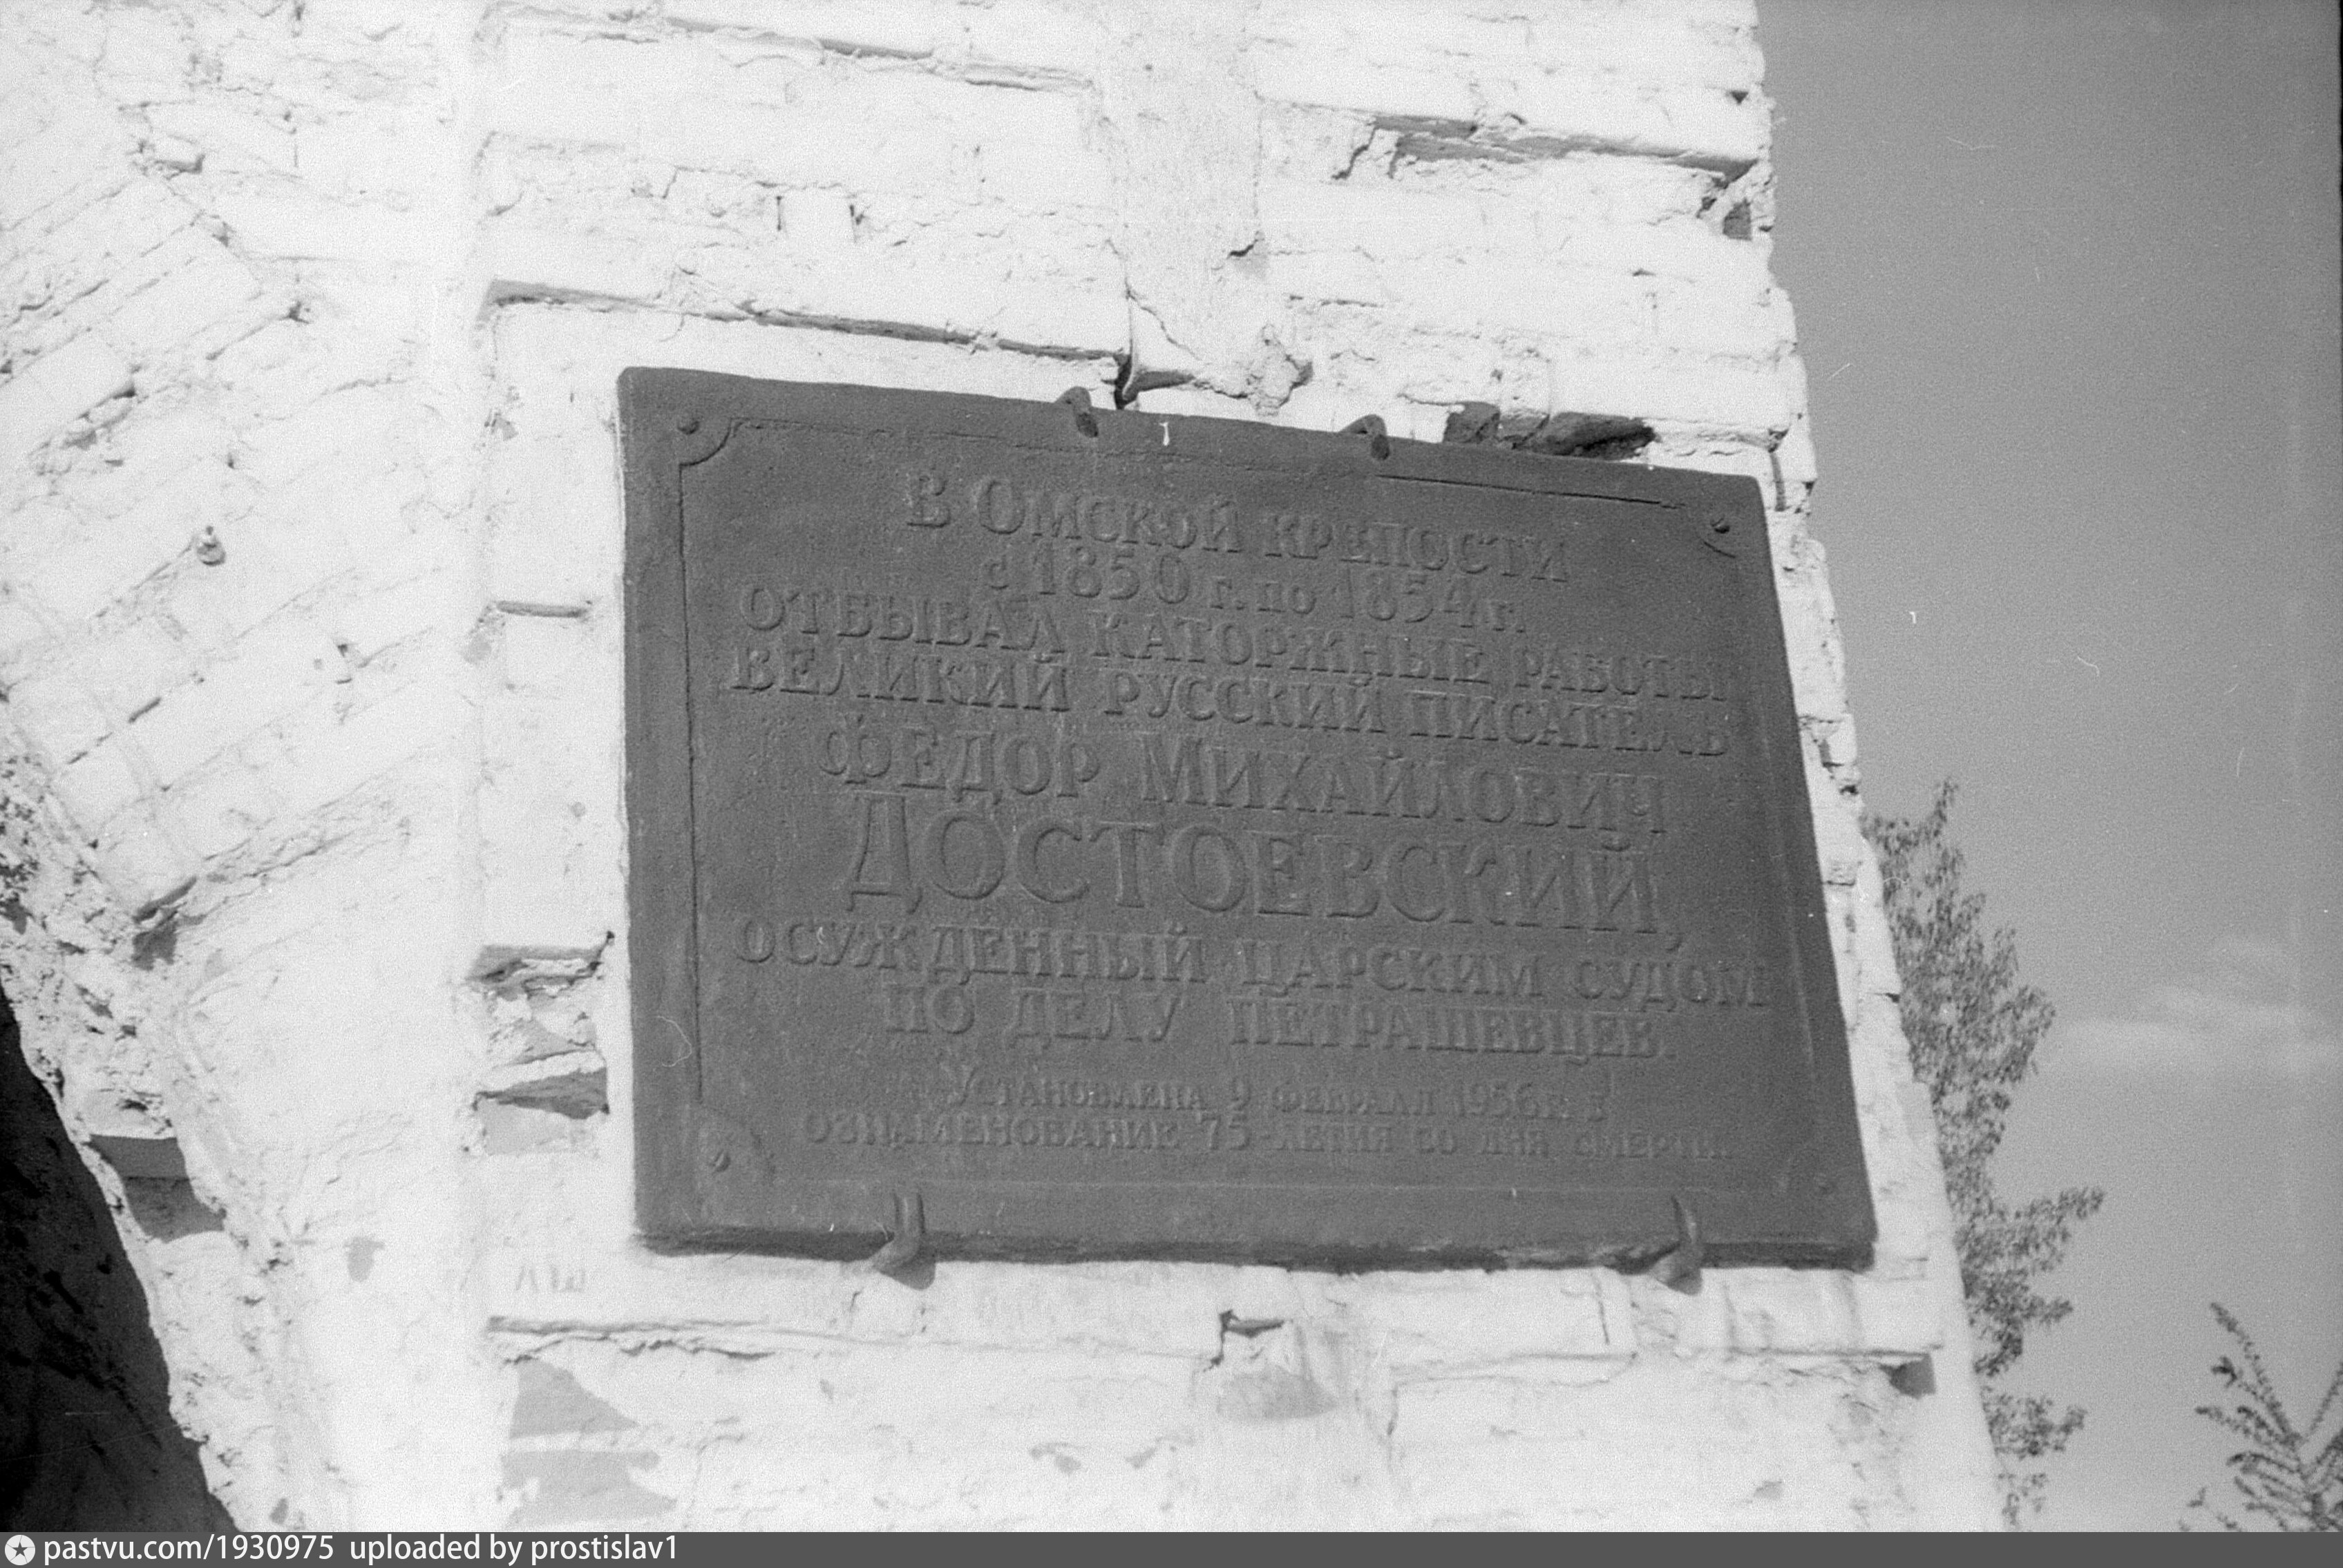 В Омской крепости
с 1850 г. по 1854 г.
отбывал каторжные работы
великий русский писатель
Федор Михайлович
Достоевский,
осужденный царским судом
по делу петрашевцев.
Установлена 9 февраля 1956 г. в
ознаменование 75-летия со дня смерти.
pastvu.com/1930975 uploaded by prostislav1